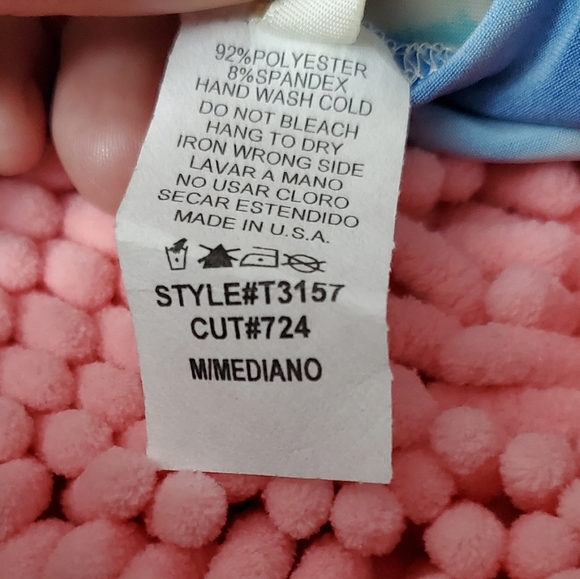 92%POLYESTER
8%SPANDEX
HAND WASH COLD
DO NOT BLEACH
HANG TO DRY
IRON WRONG SIDE
LAVAR A MANO
NO USAR CLORO
SECAR ESTENDIDO
MADE IN U.S.A.
STYLE#T3157
CUT#724
M/MEDIANO